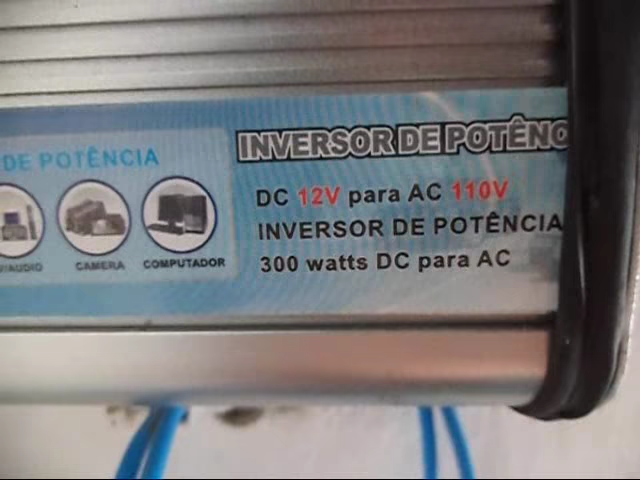 DE POTÊNCIA
INVERSOR DE POTÊNC
DC 12V para AC 110V
INVERSOR DE POTÊNCIA
300 watts DC para AC
/AUDIO CAMERA COMPUTADOR